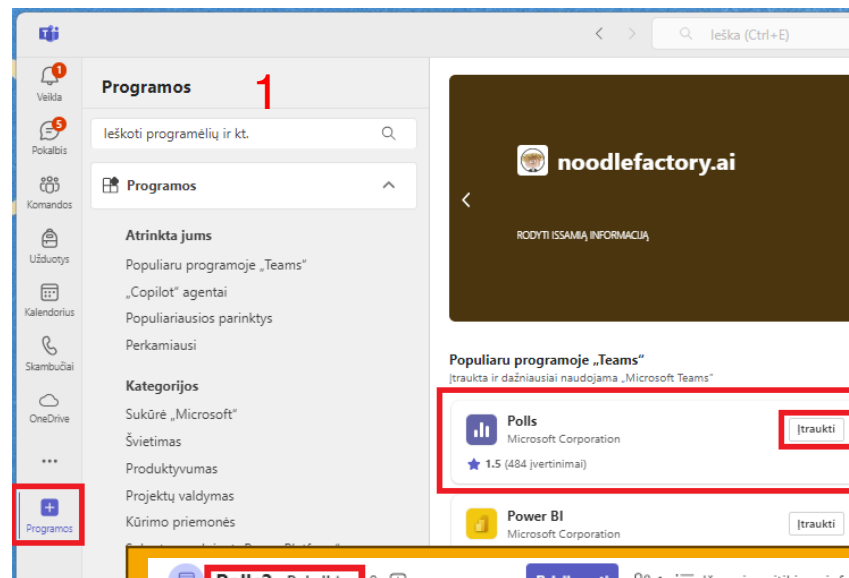 Ieška (Ctrl+E)
1
Veikla
Programos
1
Ieškoti programėlių ir kt.
5
Pokalbis
Programos
Komandos
Atrinkta jums
Užduotys
Populiaru programoje „Teams“
„Copilot“ agentai
Kalendorius
Populiariausios parinktys
Perkamiausi
Skambučiai
Kategorijos
OneDrive
Sukūrė „Microsoft“
Švietimas
...
Produktyvumas
Projektų valdymas
Programos
Kūrimo priemonės
noodlefactory.ai
RODYTI IŠSAMIĄ INFORMACIJĄ
Populiaru programoje „Teams“
Įtraukta ir dažniausiai naudojama „Microsoft Teams“
Polls
Microsoft Corporation
Įtraukti
1.5 (484 įvertinimai)
Power BI
Microsoft Corporation
Įtraukti